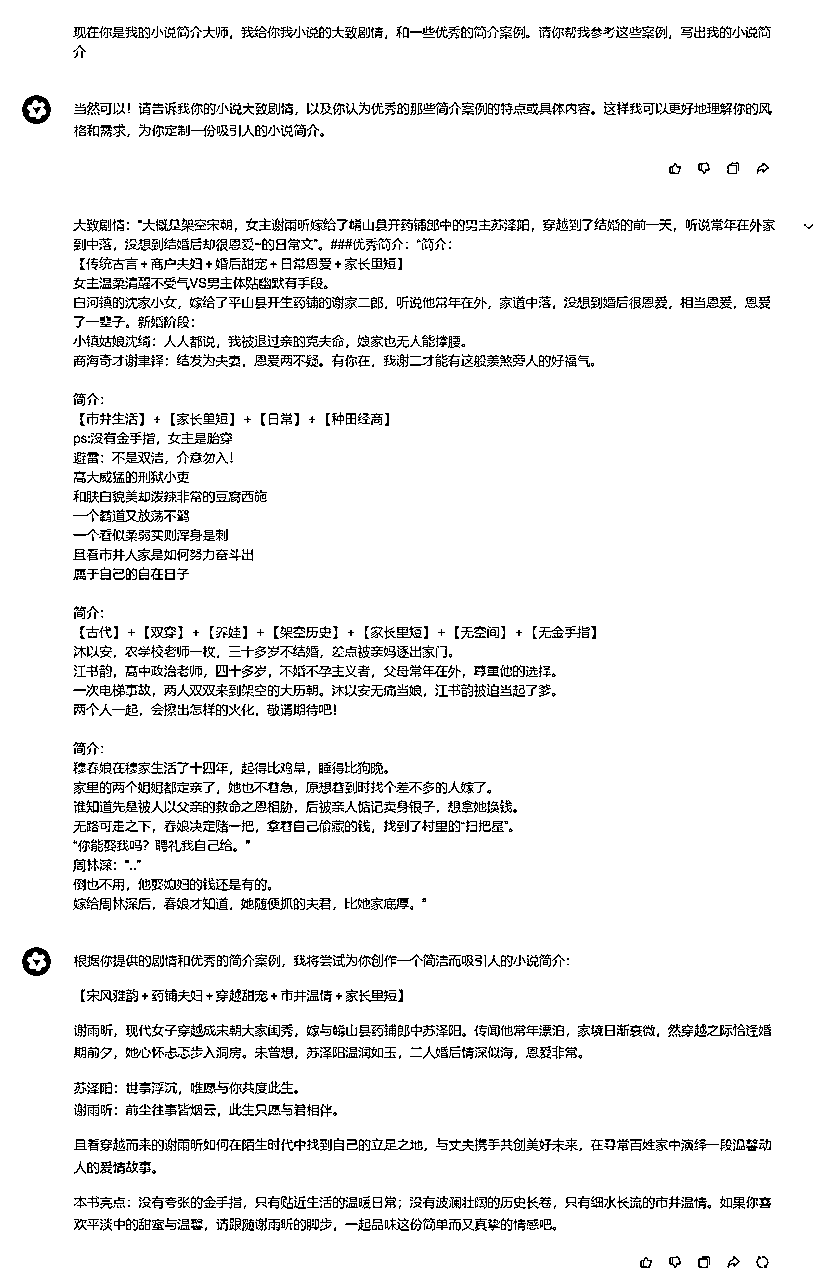 现在你是我的小说简介大师，我给你我小说的大致剧情，和一些优秀的简介案例。请你帮我参考这些案例，写出我的小说简
介
当然可以！请告诉我你的小说大致剧情，以及你认为优秀的那些简介案例的特点或具体内容。这样我可以更好地理解你的风
格和需求，为你定制一份吸引人的小说简介。
大致剧情："大概是架空宋朝，女主谢雨昕嫁给了崤山县开药铺郎中的男主苏泽阳，穿越到了结婚的前一天，听说常年在外家
到中落，没想到结婚后却很恩爱-的日常文"。###优秀简介："简介：
【传统古言+商户夫妇+婚后甜宠+日常恩爱+家长里短】
女主温柔清醒不受气VS男主体贴幽默有手段。
白河镇的沈家小女，嫁给了平山县开生药铺的谢家二郎，听说他常年在外，家道中落，没想到婚后很恩爱，相当恩爱，恩爱
了一辈子。新婚阶段：
小镇姑娘沈绮：人人都说，我被退过亲的克夫命，娘家也无人能撑腰。
商海奇才谢聿铎：结发为夫妻，恩爱两不疑。有你在，我谢二才能有这般羡煞旁人的好福气。
简介：
【市井生活】+【家长里短】+【日常】+【种田经商】
ps:没有金手指，女主是胎穿
避雷：不是双洁，介意勿入！
高大威猛的刑狱小吏
和肤白貌美却泼辣非常的豆腐西施
一个霸道又放荡不羁
一个看似柔弱实则浑身是刺
且看市井人家是如何努力奋斗出
属于自己的自在日子
简介：
【古代】+【双穿】+【养娃】+【架空历史】+【家长里短】+【无空间】+【无金手指】
沐以安，农学校老师一枚，三十多岁不结婚，差点被亲妈逐出家门。
江书韵，高中政治老师，四十多岁，不婚不孕主义者，父母常年在外，尊重他的选择。
一次电梯事故，两人双双来到架空的大历朝。沐以安无痛当娘，江书韵被迫当起了爹。
两个人一起，会擦出怎样的火化，敬请期待吧！
简介：
穆春娘在穆家生活了十四年，起得比鸡早，睡得比狗晚。
家里的两个姐姐都定亲了，她也不着急，原想着到时找个差不多的人嫁了。
谁知道先是被人以父亲的救命之恩相胁，后被亲人惦记卖身银子，想拿她换钱。
无路可走之下，春娘决定赌一把，拿着自己偷藏的钱，找到了村里的"扫把星"。
"你能娶我吗？聘礼我自己给。"
周林深："..."
倒也不用，他娶媳妇的钱还是有的。
嫁给周林深后，春娘才知道，她随便抓的夫君，比她家底厚。"
根据你提供的剧情和优秀的简介案例，我将尝试为你创作一个简洁而吸引人的小说简介：
【宋风雅韵+药铺夫妇+穿越甜宠+市井温情+家长里短】
谢雨昕，现代女子穿越成宋朝大家闺秀，嫁与崤山县药铺郎中苏泽阳。传闻他常年漂泊，家境日渐衰微，然穿越之际恰逢婚
期前夕，她心怀忐忑步入洞房。未曾想，苏泽阳温润如玉，二人婚后情深似海，恩爱非常。
苏泽阳：世事浮沉，唯愿与你共度此生。
谢雨昕：前尘往事皆烟云，此生只愿与君相伴。
且看穿越而来的谢雨昕如何在陌生时代中找到自己的立足之地，与丈夫携手共创美好未来，在寻常百姓家中演绎一段温馨动
人的爱情故事。
本书亮点：没有夸张的金手指，只有贴近生活的温暖日常；没有波澜壮阔的历史长卷，只有细水长流的市井温情。如果你喜
欢平淡中的甜蜜与温馨，请跟随谢雨昕的脚步，一起品味这份简单而又真挚的情感吧。